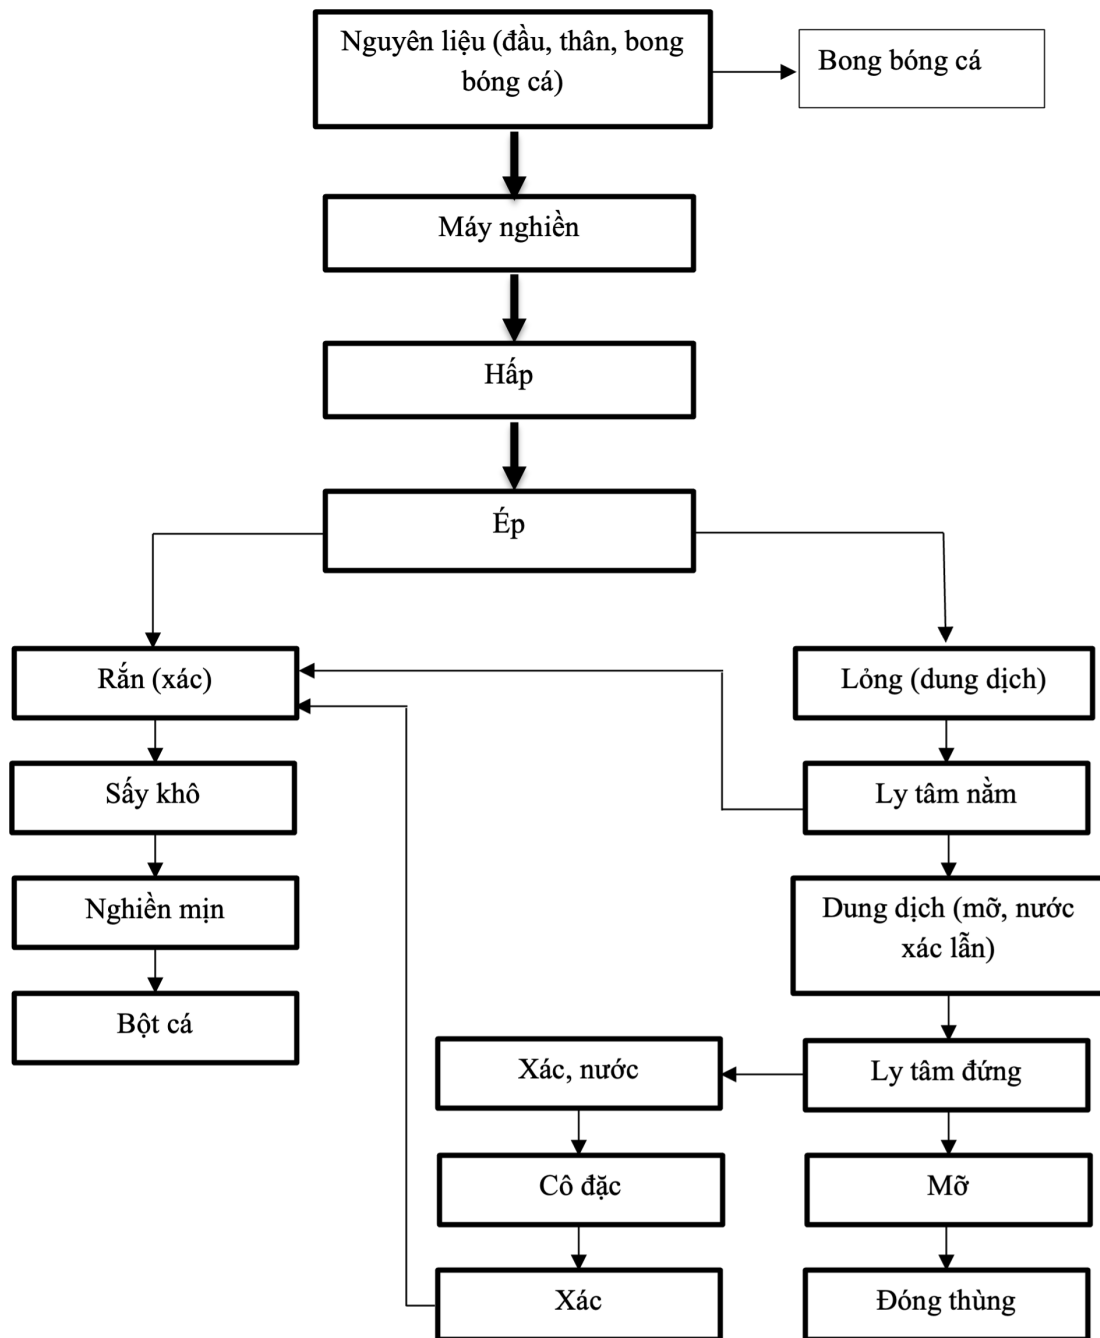 Nguyên liệu (đầu, thân, bong
bóng cá)
Bong bóng cá
Máy nghiền
Hấp
Ép
Rắn (xác)
Lỏng (dung dịch)
Sấy khô
Ly tâm nằm
Nghiền mịn
Dung dịch (mỡ, nước
xác lẫn)
Bột cá
Xác, nước
Ly tâm đứng
Cô đặc
Mỡ
Xác
Đóng thùng